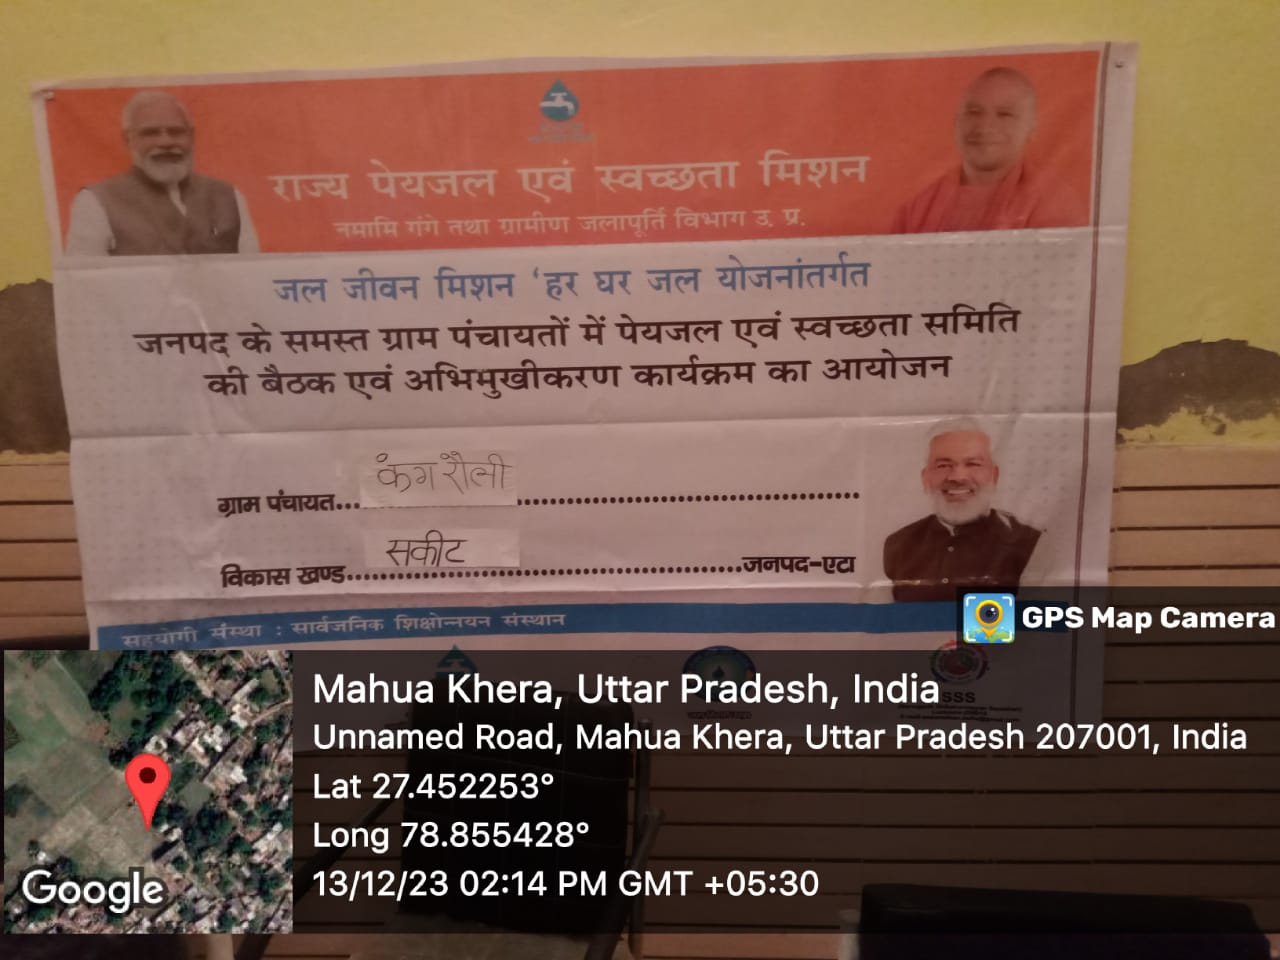 राज्य पेयजल एवं स्वच्छता मिशन
नमामि गंगे तथा ग्रामीण जलापूर्ति विभाग उ. प्र.
जल जीवन मिशन ‘हर घर जल योजनांतर्गत
जनपद के समस्त ग्राम पंचायतों में पेयजल एवं स्वच्छता समिति
की बैठक एवं अभिमुखीकरण कार्यक्रम का आयोजन
ग्राम पंचायत... कंगरौली ...
विकास खण्ड... सकीट ...जनपद-एटा
सहयोगी संस्था : सार्वजनिक शिक्षोन्नयन संस्थान
SSS
GPS Map Camera
Mahua Khera, Uttar Pradesh, India
Unnamed Road, Mahua Khera, Uttar Pradesh 207001, India
Lat 27.452253°
Long 78.855428°
13/12/23 02:14 PM GMT +05:30
Google